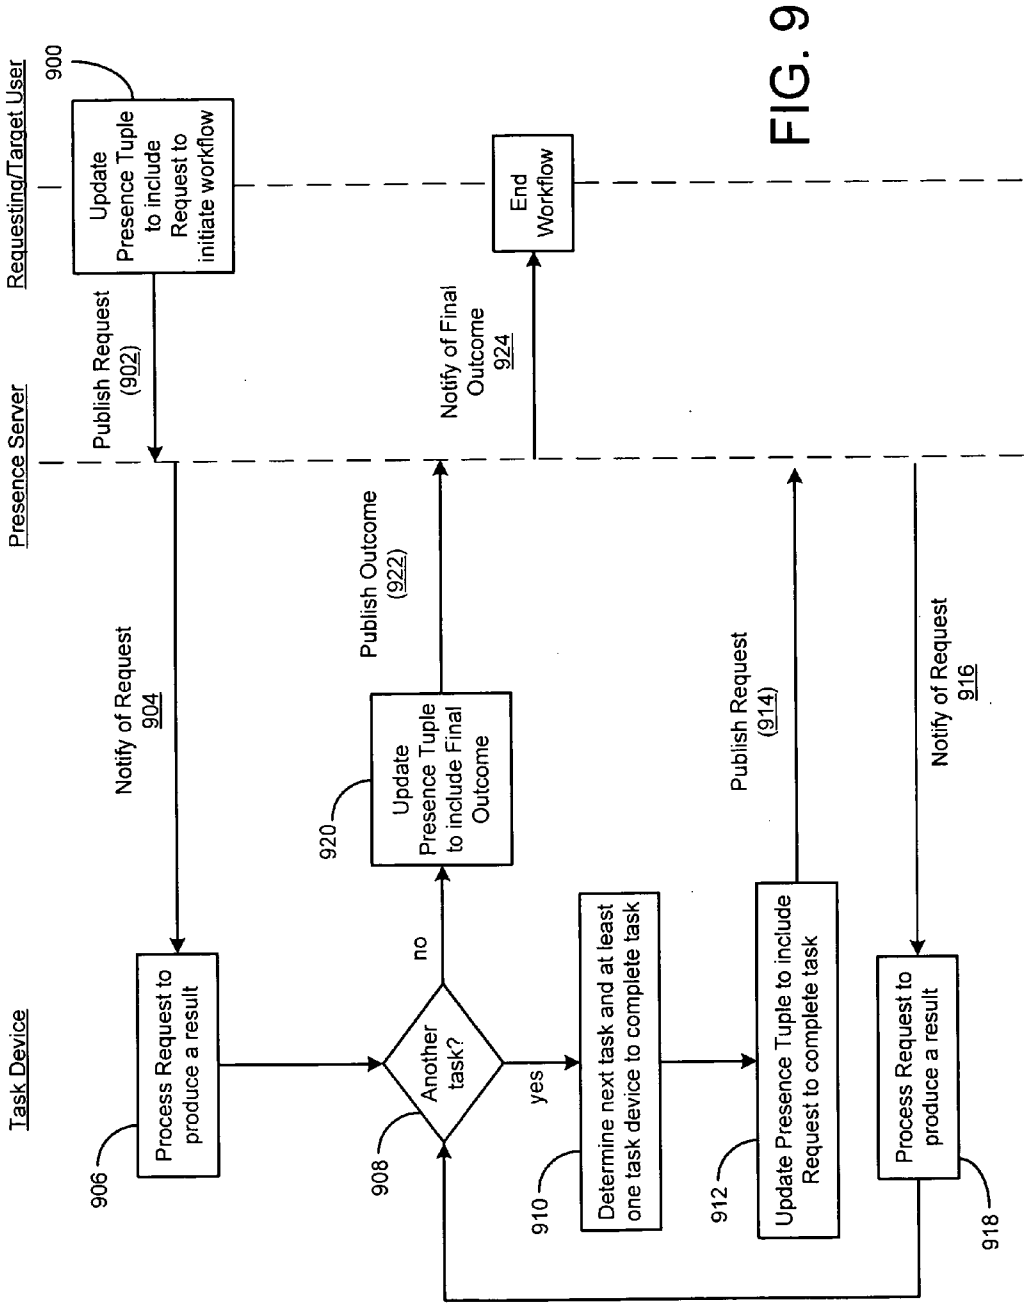 Task Device
Presence Server
Requesting/Target User
Update
Presence Tuple
to include
Request to
initiate workflow
900
Publish Request
(902)
Notify of Request
904
Process Request to
produce a result
906
Another
task?
908
no
yes
Update
Presence Tuple
to include Final
Outcome
920
Publish Outcome
(922)
Notify of Final
Outcome
924
End
Workflow
Determine next task and at least
one task device to complete task
910
Update Presence Tuple to include
Request to complete task
912
Publish Request
(914)
Notify of Request
916
Process Request to
produce a result
918
FIG. 9